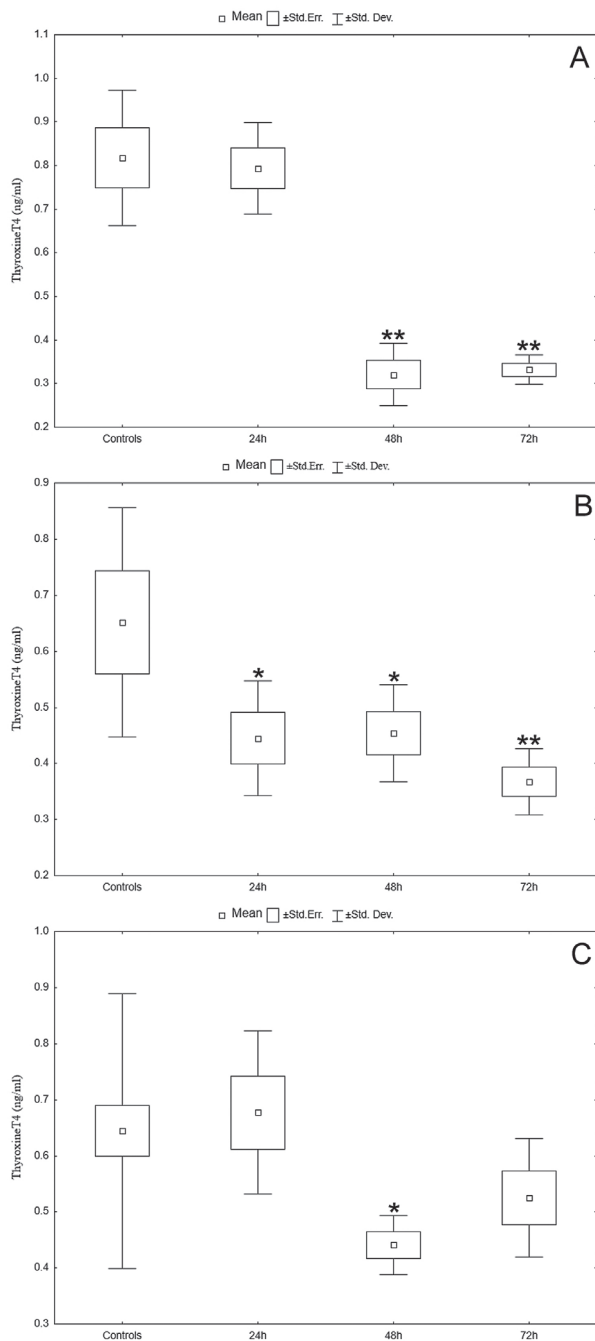 Mean ±Std.Err. ±Std. Dev.
A
1.1
1.0
0.9
0.8
0.7
0.6
0.5
0.4
0.3
0.2
ThyroxineT4 (ng/ml)
** **
Controls 24h 48h 72h
Mean ±Std.Err. ±Std. Dev.
B
0.9
0.8
0.7
0.6
0.5
0.4
0.3
0.2
ThyroxineT4 (ng/ml)
* * **
Controls 24h 48h 72h
Mean ±Std.Err. ±Std. Dev.
C
1.0
0.9
0.8
0.7
0.6
0.5
0.4
0.3
ThyroxineT4 (ng/ml)
*
Controls 24h 48h 72h